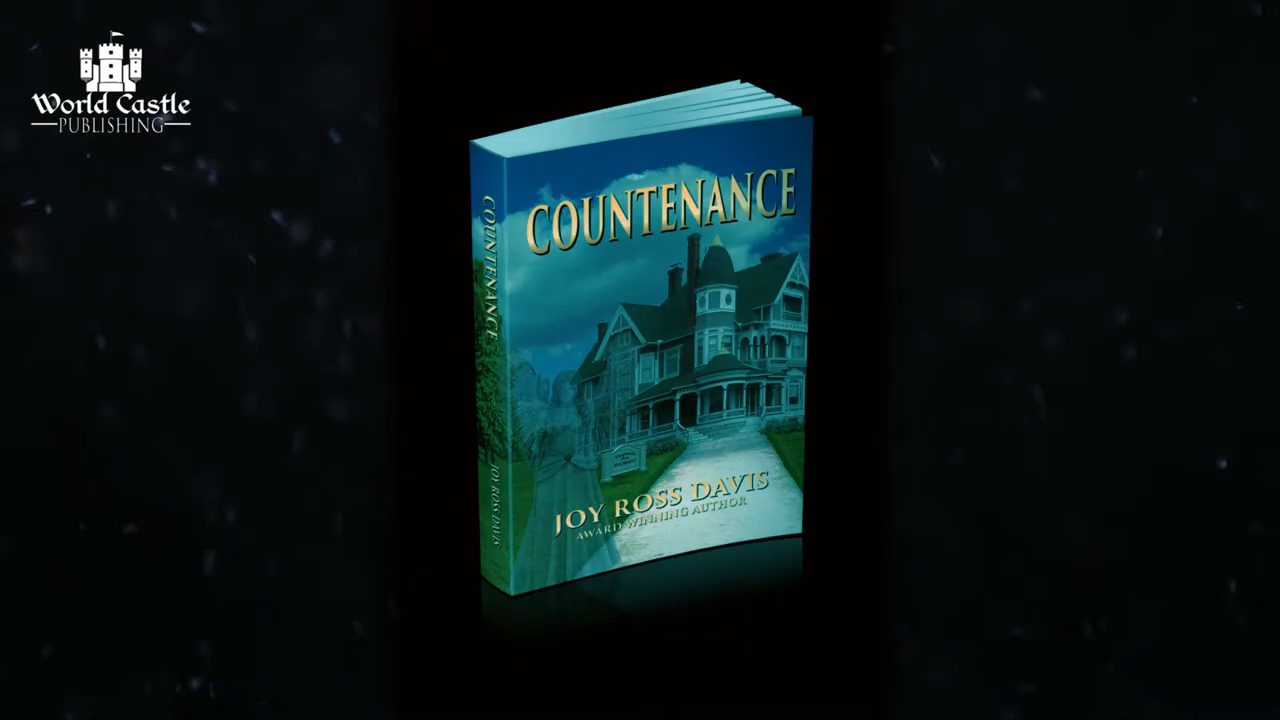 World Castle
PUBLISHING
COUNTENANCE
JOY ROSS DAVIS
AWARD WINNING AUTHOR
COUNTENANCE
JOY ROSS DAVIS